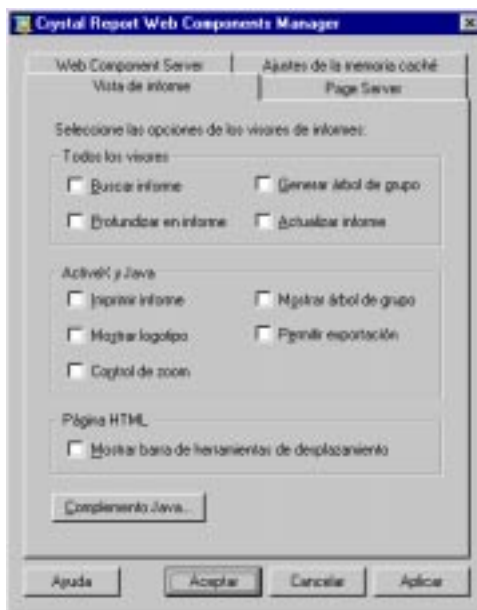 Crystal Report Web Components Manager
Web Component Server Ajustes de la memoria caché
Vista de informe Page Server
Seleccione las opciones de los visores de informes:
Todos los visores
Buscar informe Generar árbol de grupo
Profundizar en informe Actualizar informe
ActiveX y Java
Imprimir informe Mostrar árbol de grupo
Mostrar logotipo Permitir exportación
Control de zoom
Página HTML
Mostrar barra de herramientas de desplazamiento
Complemento Java...
Ayuda Aceptar Cancelar Aplicar